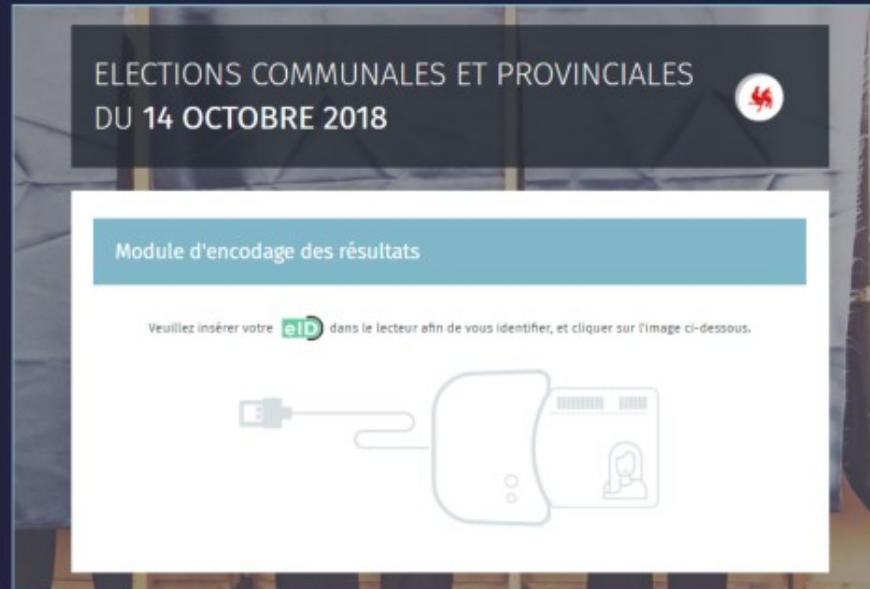 ELECTIONS COMMUNALES ET PROVINCIALES
DU 14 OCTOBRE 2018
Module d'encodage des résultats
Veuillez insérer votre eID dans le lecteur afin de vous identifier, et cliquer sur l'image ci-dessous.